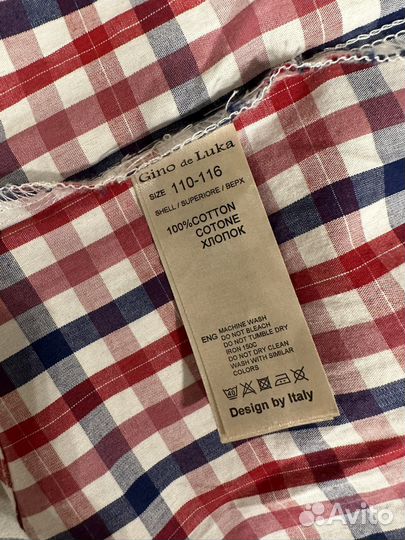 Gino de Luka
SIZE 110-116
SHELL / SUPERIORE / ВЕРХ
100%COTTON
COTONE
ХЛОПОК
ENG MACHINE WASH
DO NOT BLEACH
DO NOT TUMBLE DRY
IRON 150C
DO NOT DRY CLEAN
WASH WITH SIMILAR
COLORS
40
Design by Italy
Avito